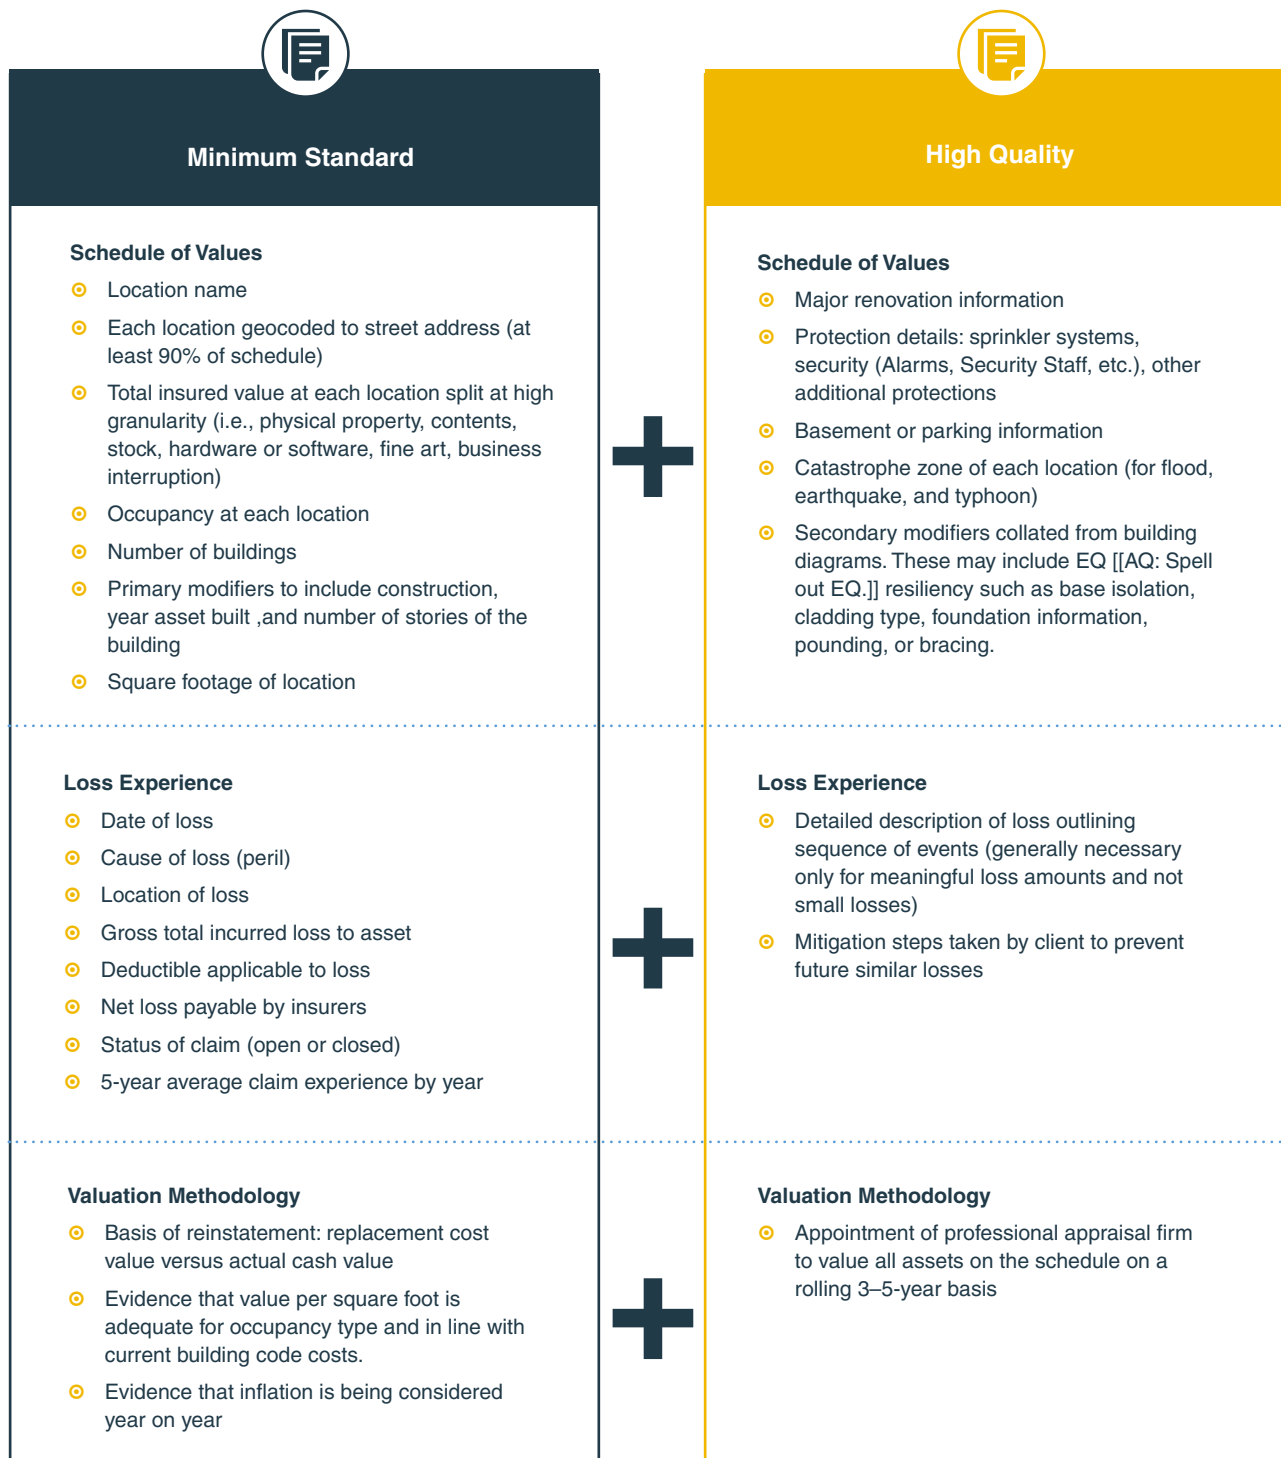 Minimum Standard
Schedule of Values
Location name
Each location geocoded to street address (at
least 90% of schedule)
Total insured value at each location split at high
granularity (i.e., physical property, contents,
stock, hardware or software, fine art, business
interruption)
Occupancy at each location
Number of buildings
Primary modifiers to include construction,
year asset built ,and number of stories of the
building
Square footage of location
Loss Experience
Date of loss
Cause of loss (peril)
Location of loss
Gross total incurred loss to asset
Deductible applicable to loss
Net loss payable by insurers
Status of claim (open or closed)
5-year average claim experience by year
Valuation Methodology
Basis of reinstatement: replacement cost
value versus actual cash value
Evidence that value per square foot is
adequate for occupancy type and in line with
current building code costs.
Evidence that inflation is being considered
year on year
High Quality
Schedule of Values
Major renovation information
Protection details: sprinkler systems,
security (Alarms, Security Staff, etc.), other
additional protections
Basement or parking information
Catastrophe zone of each location (for flood,
earthquake, and typhoon)
Secondary modifiers collated from building
diagrams. These may include EQ [[AQ: Spell
out EQ.]] resiliency such as base isolation,
cladding type, foundation information,
pounding, or bracing.
Loss Experience
Detailed description of loss outlining
sequence of events (generally necessary
only for meaningful loss amounts and not
small losses)
Mitigation steps taken by client to prevent
future similar losses
Valuation Methodology
Appointment of professional appraisal firm
to value all assets on the schedule on a
rolling 3–5-year basis